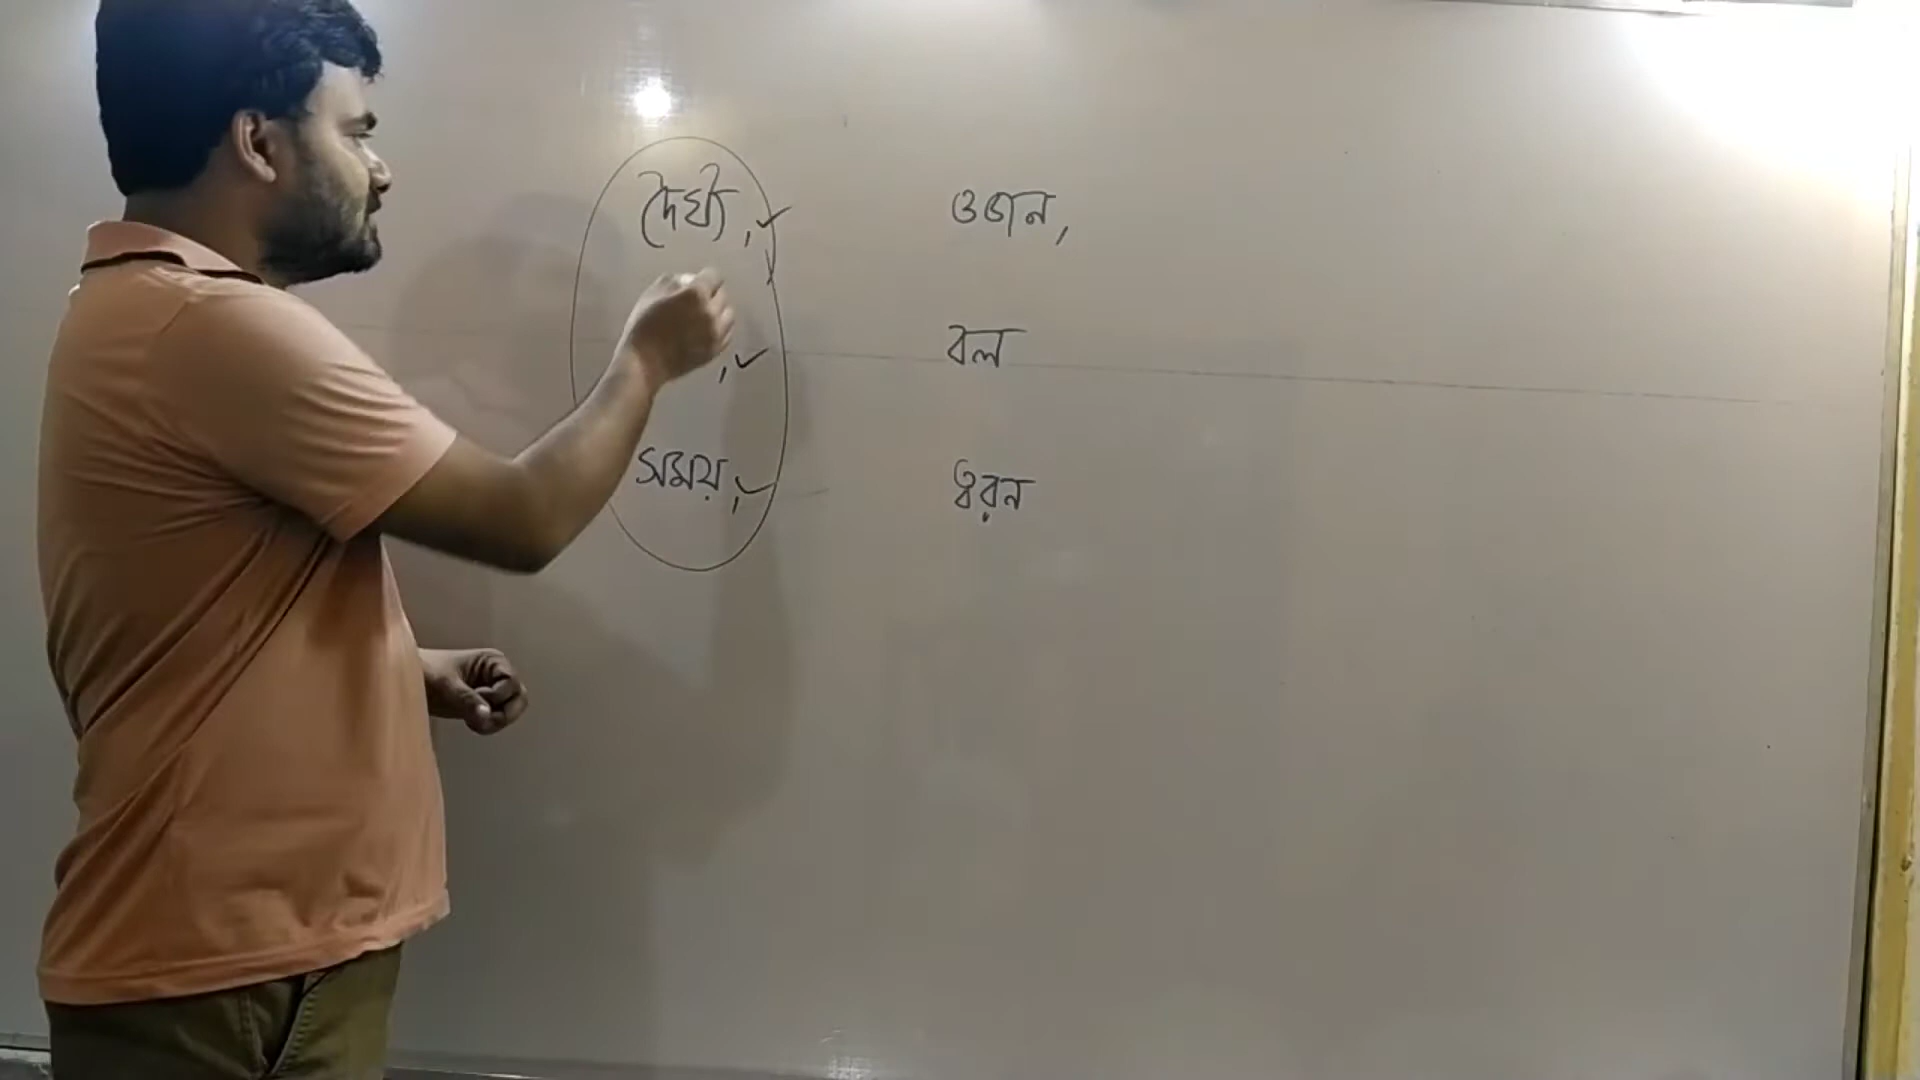 দৈর্ঘ্য, ✓ ওজন,
, ✓ বল
সময়, ✓ ত্বরন